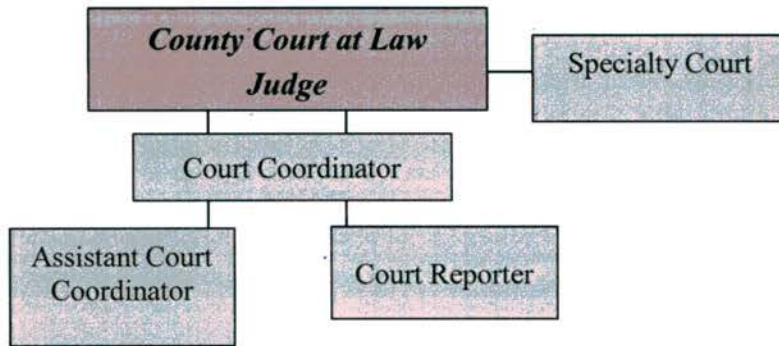 County Court at Law
Judge
Specialty Court
Court Coordinator
Assistant Court
Coordinator
Court Reporter